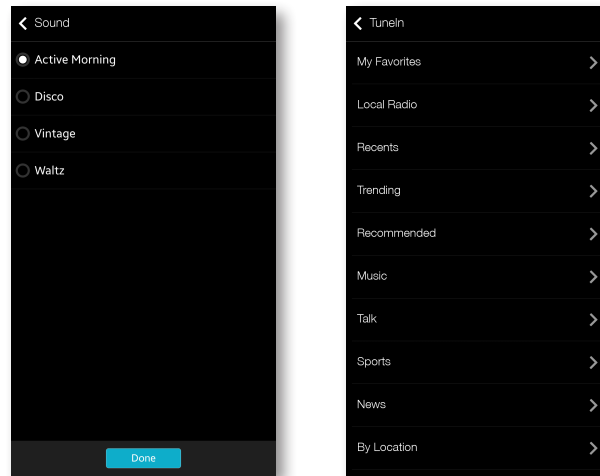 Sound
Active Morning
Disco
Vintage
Waltz
Done
TuneIn
My Favorites
Local Radio
Recents
Trending
Recommended
Music
Talk
Sports
News
By Location